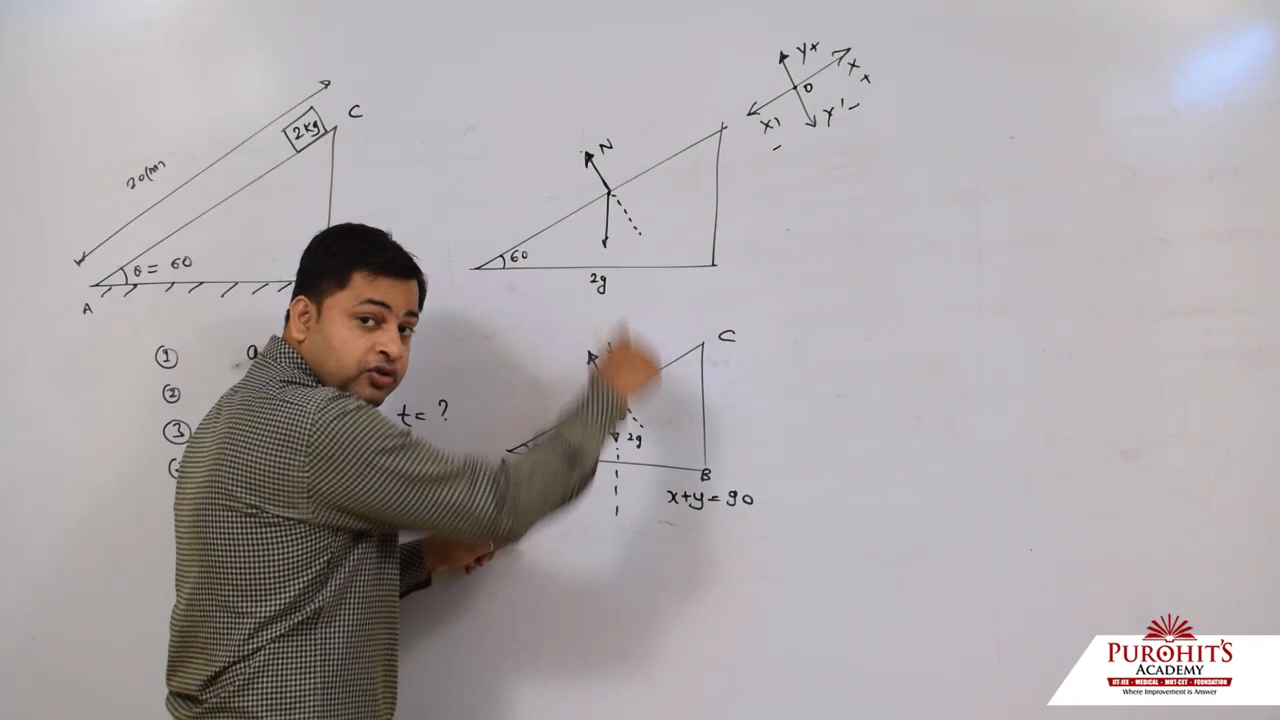 20(m)
2kg
C
θ = 60
A
N
60
2g
Y+
X+
O
X' -
Y' -
①
a
②
③
t = ?
C
2g
B
x+y = 90
PUROHIT'S
ACADEMY
IIT-JEE - MEDICAL - MHT-CET - FOUNDATION
Where Improvement is Answer